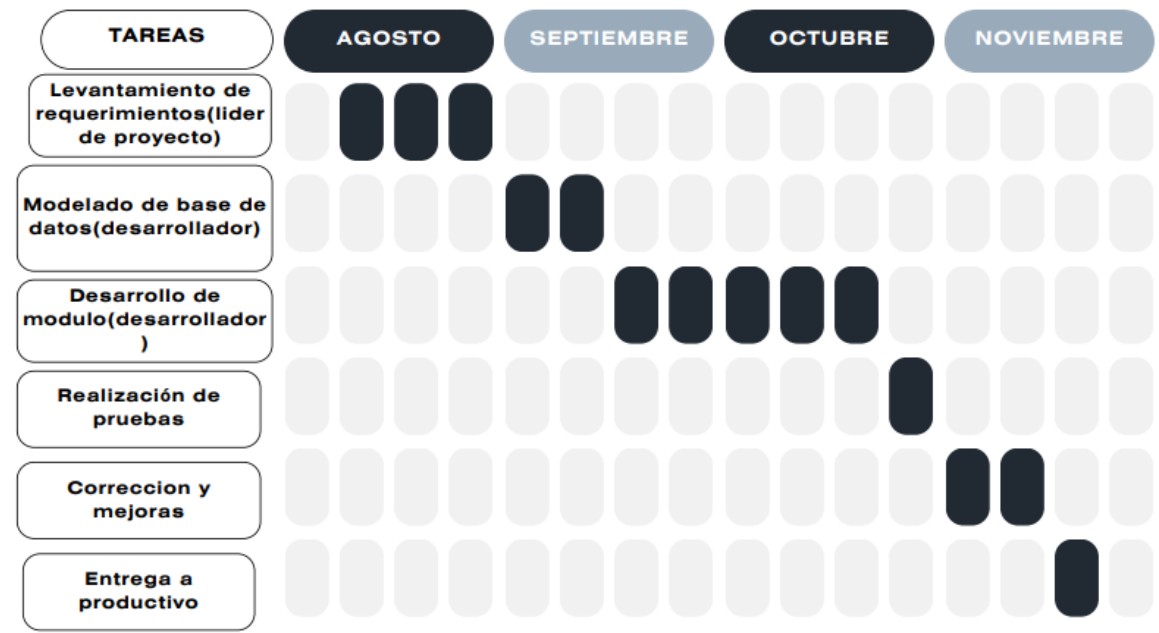 TAREAS
AGOSTO
SEPTIEMBRE
OCTUBRE
NOVIEMBRE
Levantamiento de
requerimientos(lider
de proyecto)
Modelado de base de
datos(desarrollador)
Desarrollo de
modulo(desarrollador
)
Realización de
pruebas
Correccion y
mejoras
Entrega a
productivo